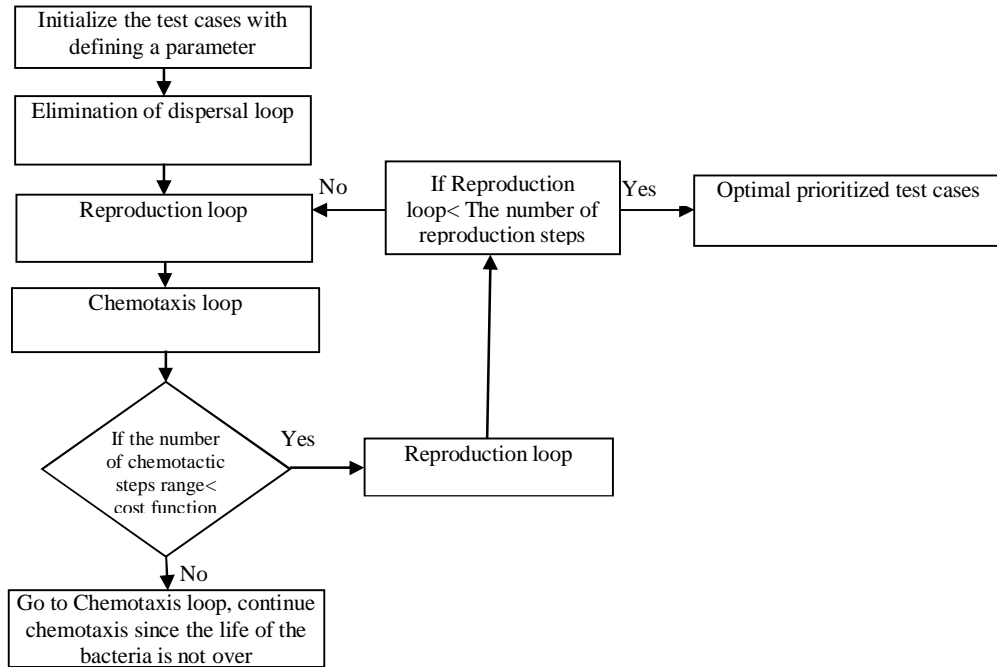 Initialize the test cases with
defining a parameter
Elimination of dispersal loop
Reproduction loop
No
If Reproduction
loop< The number of
reproduction steps
Yes
Optimal prioritized test cases
Chemotaxis loop
If the number
of chemotactic
steps range<
cost function
Yes
Reproduction loop
No
Go to Chemotaxis loop, continue
chemotaxis since the life of the
bacteria is not over